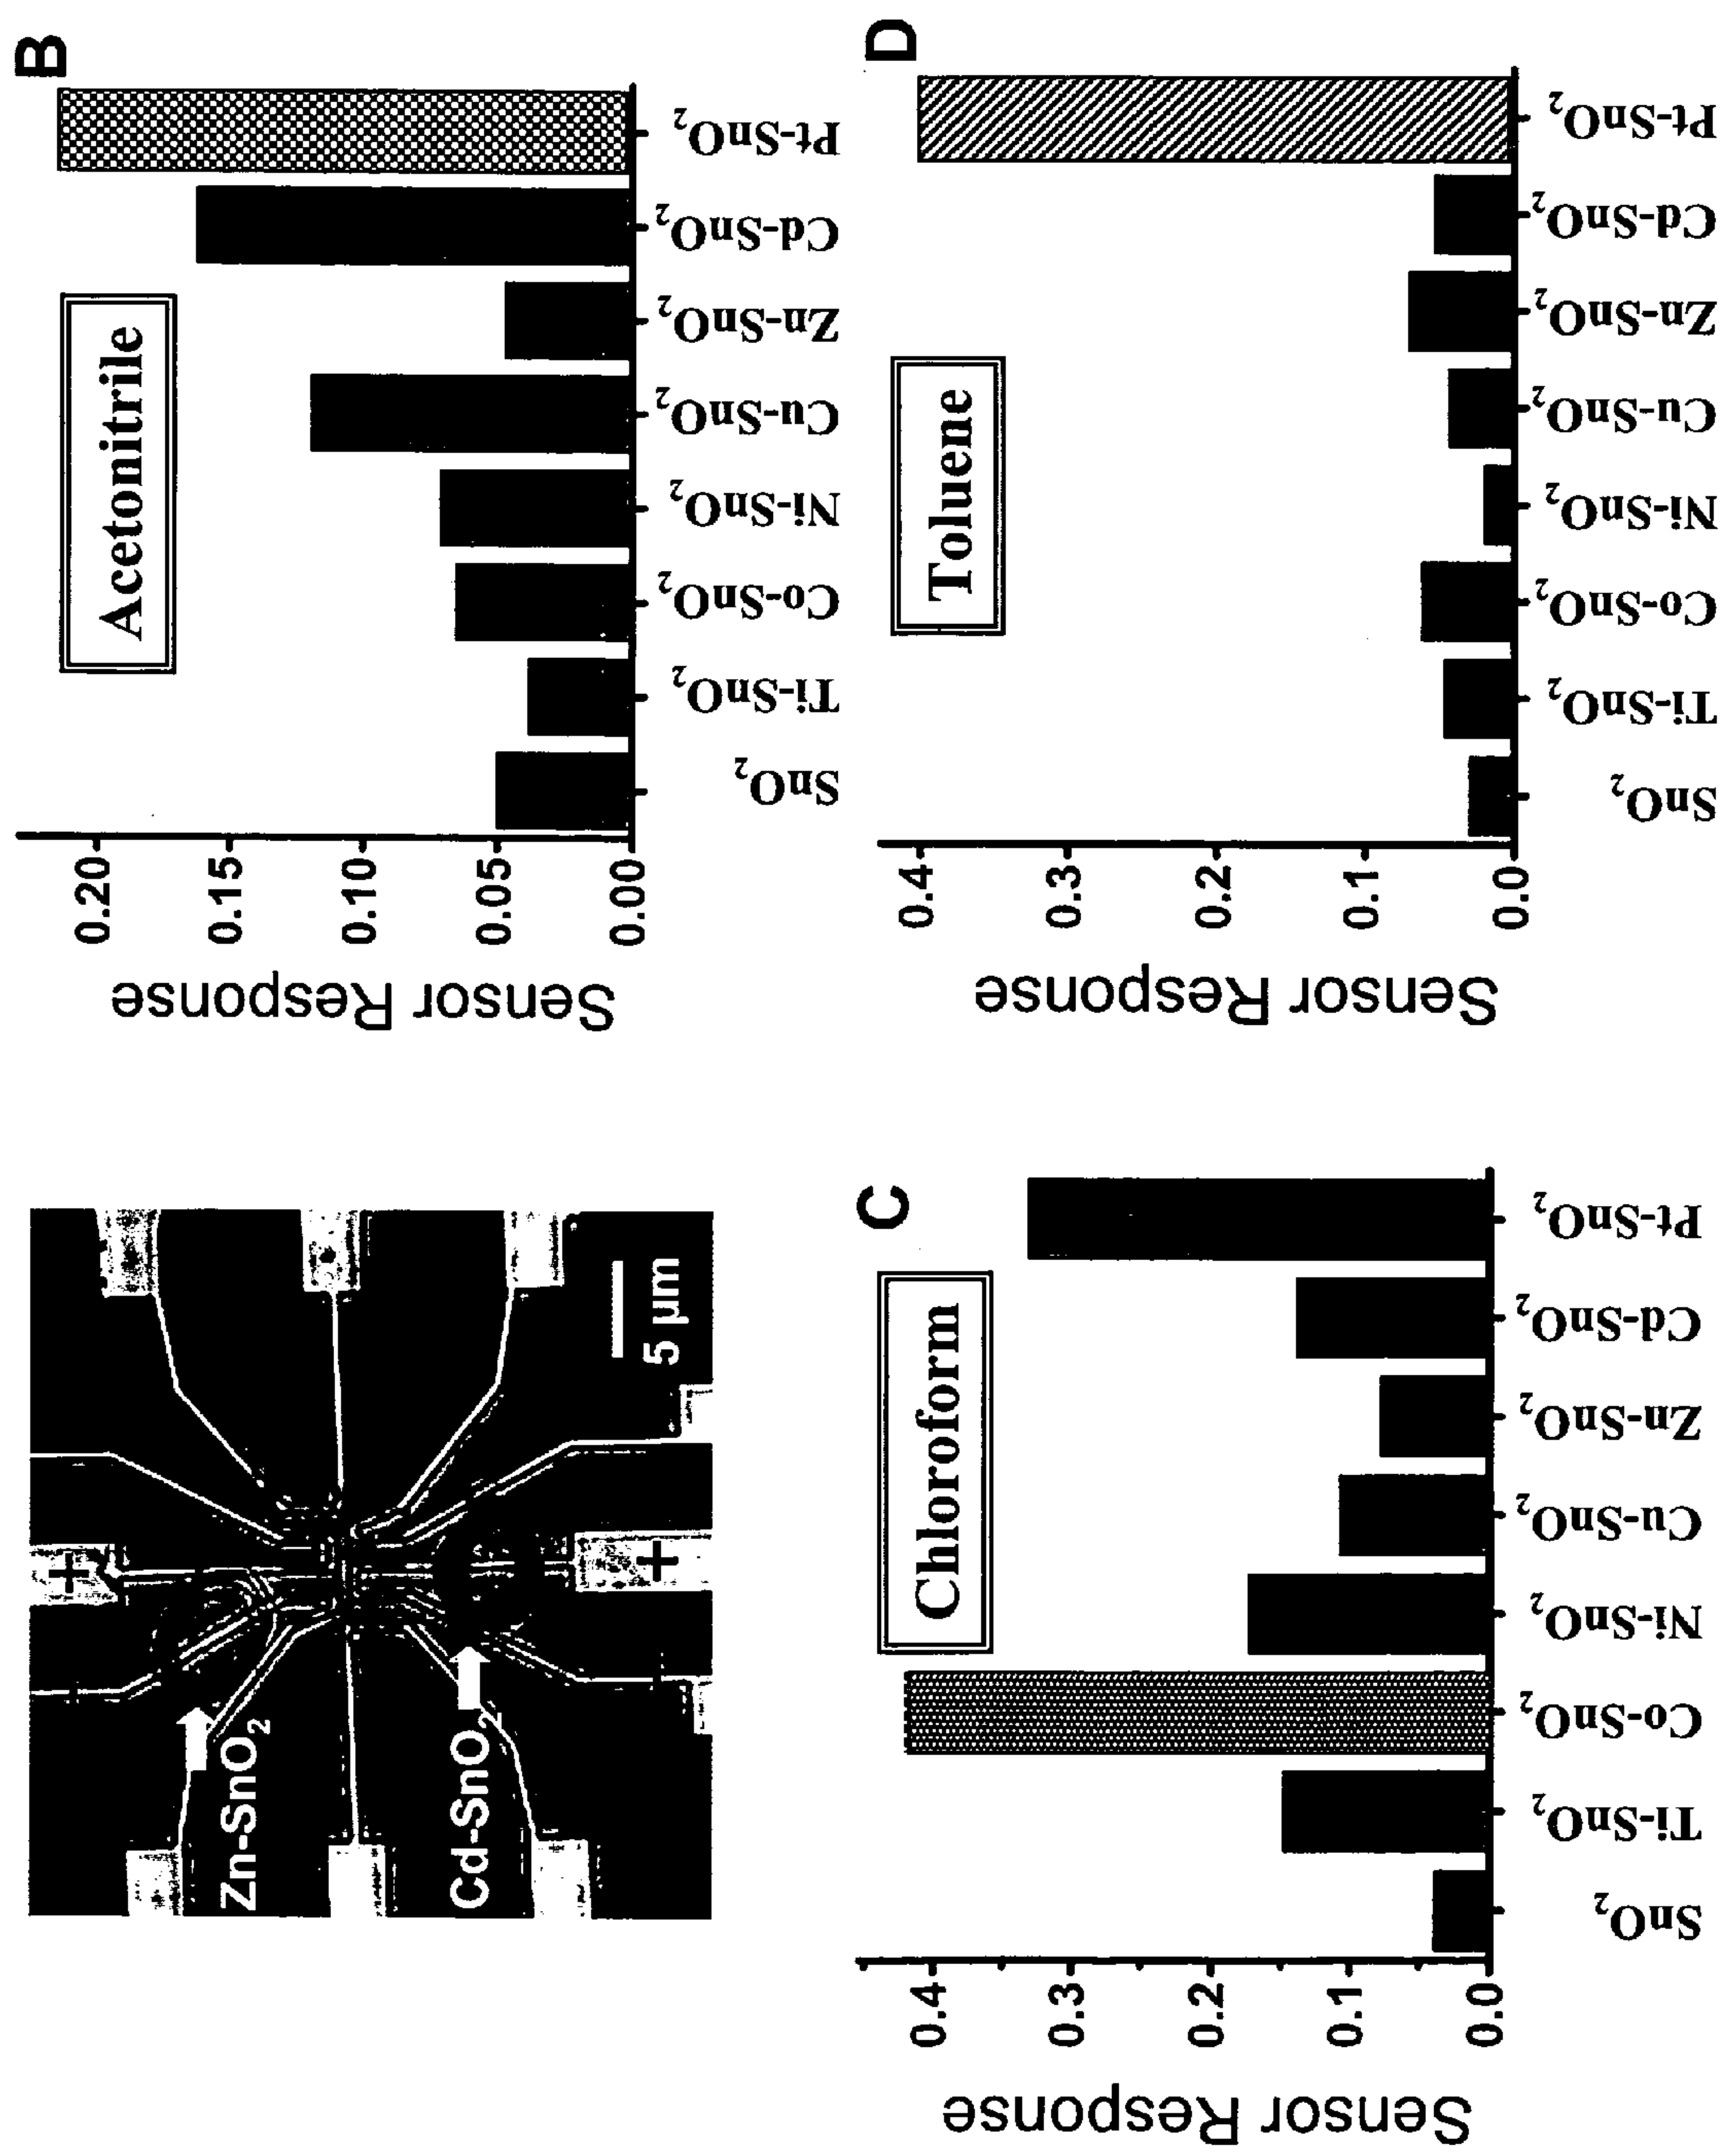 Zn-SnO₂
Cd-SnO₂
5 µm
+
+
B
Acetonitrile
Sensor Response
0.20
0.15
0.10
0.05
0.00
SnO₂
Ti-SnO₂
Co-SnO₂
Ni-SnO₂
Cu-SnO₂
Zn-SnO₂
Cd-SnO₂
Pt-SnO₂
C
Chloroform
Sensor Response
0.4
0.3
0.2
0.1
0.0
SnO₂
Ti-SnO₂
Co-SnO₂
Ni-SnO₂
Cu-SnO₂
Zn-SnO₂
Cd-SnO₂
Pt-SnO₂
D
Toluene
Sensor Response
0.4
0.3
0.2
0.1
0.0
SnO₂
Ti-SnO₂
Co-SnO₂
Ni-SnO₂
Cu-SnO₂
Zn-SnO₂
Cd-SnO₂
Pt-SnO₂